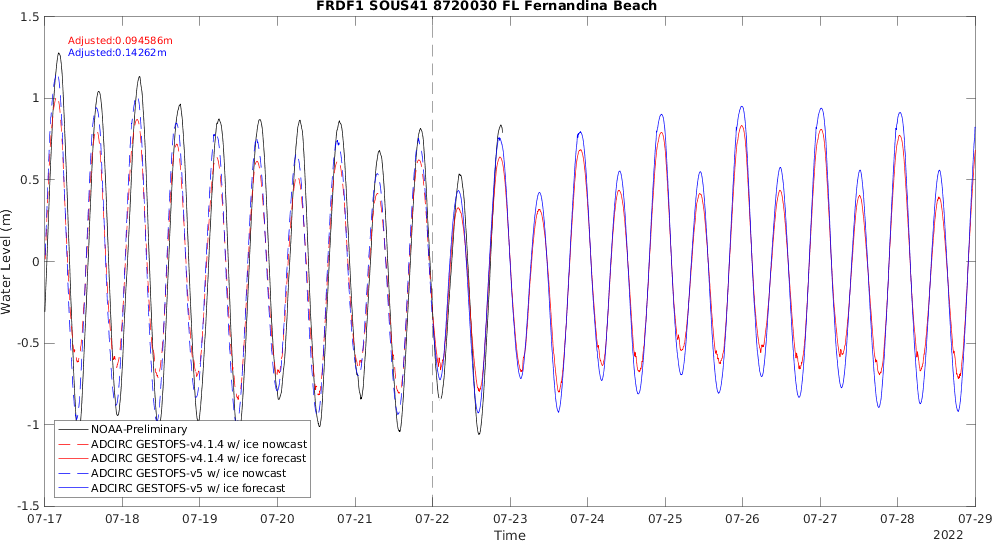 FRDF1 SOUS41 8720030 FL Fernandina Beach
Adjusted:0.094586m
Adjusted:0.14262m
1.5
1
0.5
0
-0.5
-1
-1.5
Water Level (m)
NOAA-Preliminary
ADCIRC GESTOFS-v4.1.4 w/ ice nowcast
ADCIRC GESTOFS-v4.1.4 w/ ice forecast
ADCIRC GESTOFS-v5 w/ ice nowcast
ADCIRC GESTOFS-v5 w/ ice forecast
07-17 07-18 07-19 07-20 07-21 07-22 07-23 07-24 07-25 07-26 07-27 07-28 07-29
Time
2022